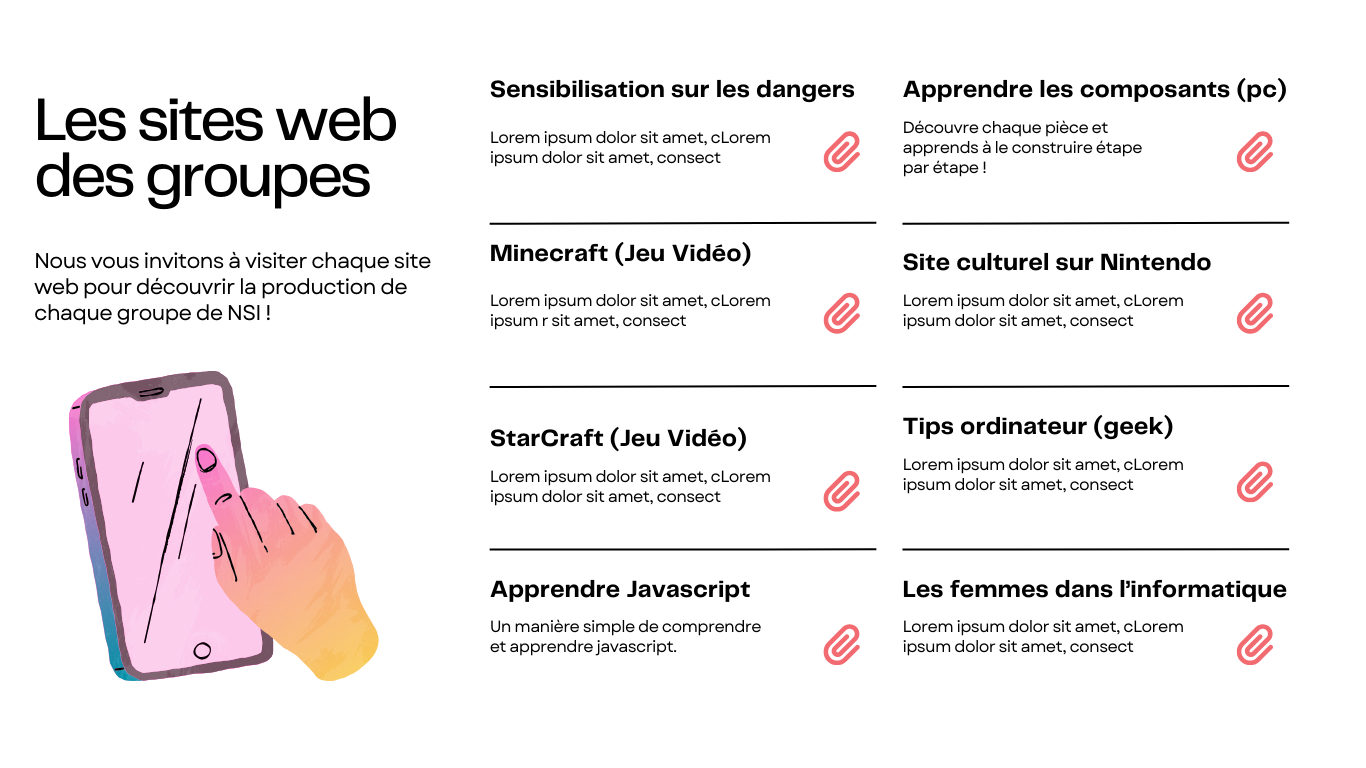 Les sites web
des groupes
Nous vous invitons à visiter chaque site
web pour découvrir la production de
chaque groupe de NSI !
Sensibilisation sur les dangers
Lorem ipsum dolor sit amet, cLorem
ipsum dolor sit amet, consect
Minecraft (Jeu Vidéo)
Lorem ipsum dolor sit amet, cLorem
ipsum r sit amet, consect
StarCraft (Jeu Vidéo)
Lorem ipsum dolor sit amet, cLorem
ipsum dolor sit amet, consect
Apprendre Javascript
Un manière simple de comprendre
et apprendre javascript.
Apprendre les composants (pc)
Découvre chaque pièce et
apprends à le construire étape
par étape !
Site culturel sur Nintendo
Lorem ipsum dolor sit amet, cLorem
ipsum dolor sit amet, consect
Tips ordinateur (geek)
Lorem ipsum dolor sit amet, cLorem
ipsum dolor sit amet, consect
Les femmes dans l’informatique
Lorem ipsum dolor sit amet, cLorem
ipsum dolor sit amet, consect